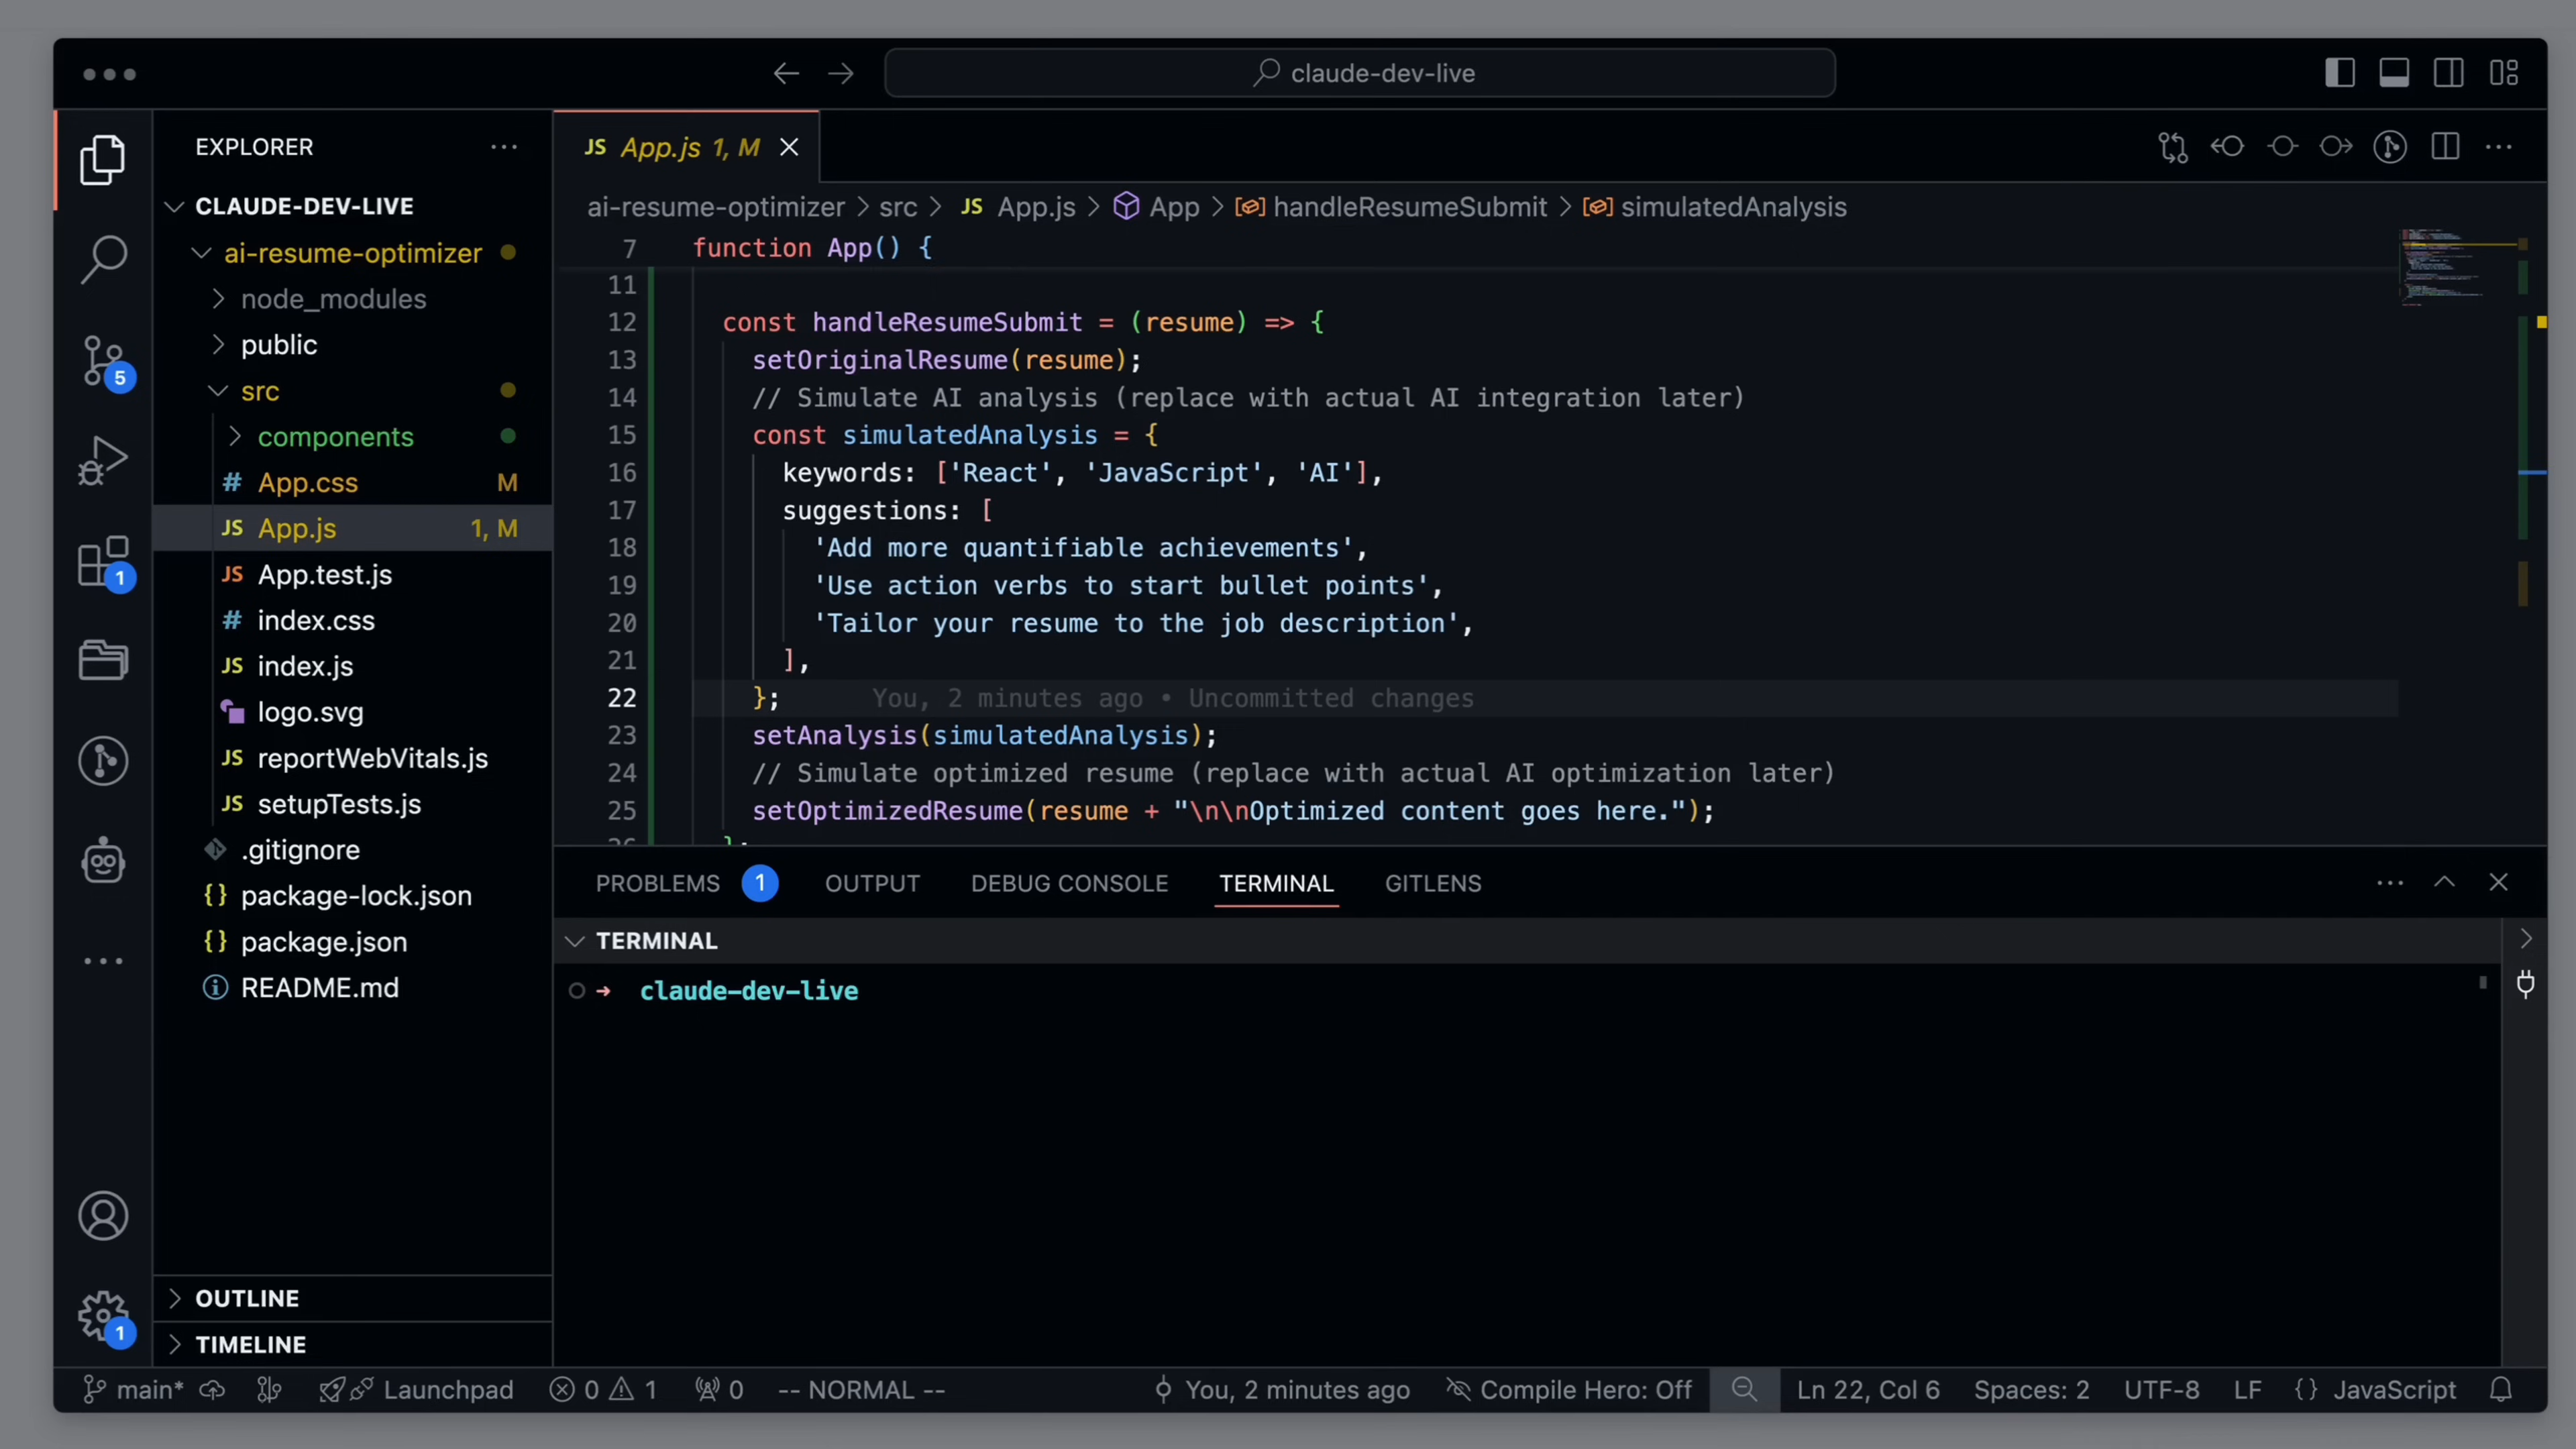 claude-dev-live
EXPLORER
CLAUDE-DEV-LIVE
ai-resume-optimizer
node_modules
public
src
components
# App.css M
JS App.js 1, M
JS App.test.js
# index.css
JS index.js
logo.svg
JS reportWebVitals.js
JS setupTests.js
.gitignore
{} package-lock.json
{} package.json
README.md
OUTLINE
TIMELINE
5
1
1
JS App.js 1, M
ai-resume-optimizer > src > JS App.js > App > handleResumeSubmit > simulatedAnalysis
7 function App() {
11
12 const handleResumeSubmit = (resume) => {
13 setOriginalResume(resume);
14 // Simulate AI analysis (replace with actual AI integration later)
15 const simulatedAnalysis = {
16 keywords: ['React', 'JavaScript', 'AI'],
17 suggestions: [
18 'Add more quantifiable achievements',
19 'Use action verbs to start bullet points',
20 'Tailor your resume to the job description',
21 ],
22 }; You, 2 minutes ago • Uncommitted changes
23 setAnalysis(simulatedAnalysis);
24 // Simulate optimized resume (replace with actual AI optimization later)
25 setOptimizedResume(resume + "\n\nOptimized content goes here.");
PROBLEMS 1 OUTPUT DEBUG CONSOLE TERMINAL GITLENS
TERMINAL
➜ claude-dev-live
main* Launchpad 0 1 0 -- NORMAL -- You, 2 minutes ago Compile Hero: Off Ln 22, Col 6 Spaces: 2 UTF-8 LF {} JavaScript